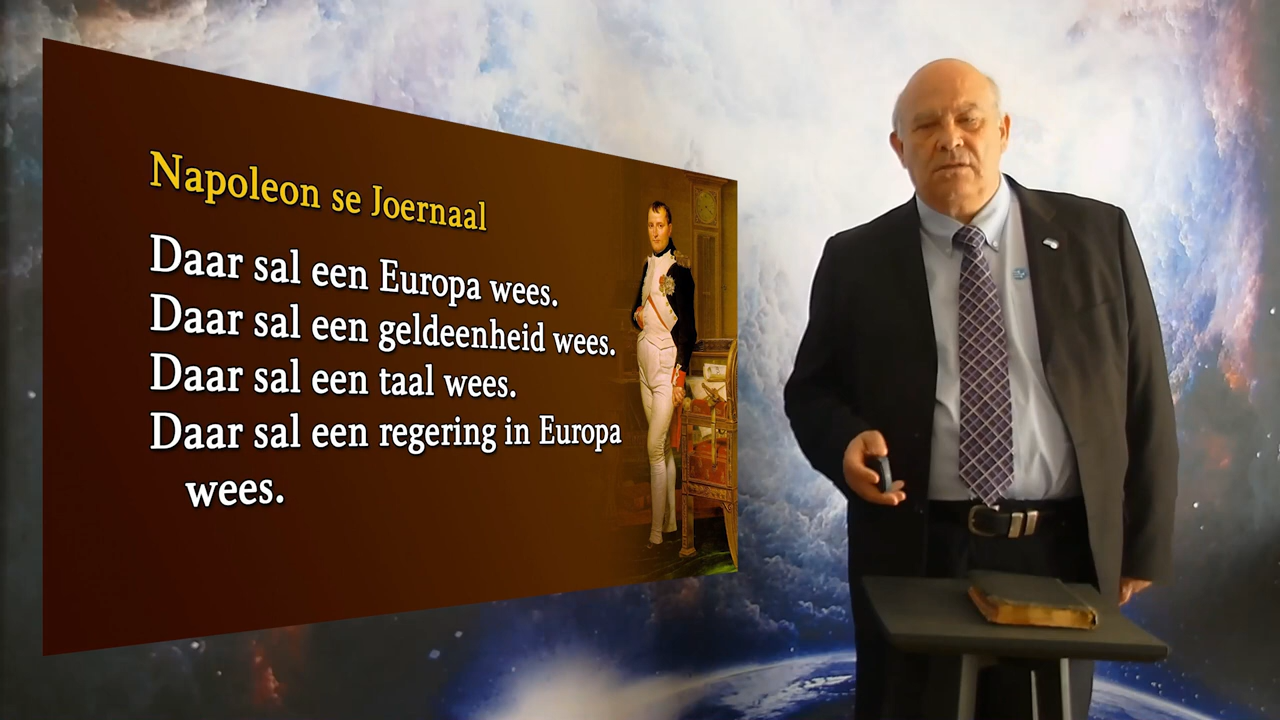 Napoleon se Joernaal
Daar sal een Europa wees.
Daar sal een geldeenheid wees.
Daar sal een taal wees.
Daar sal een regering in Europa
wees.